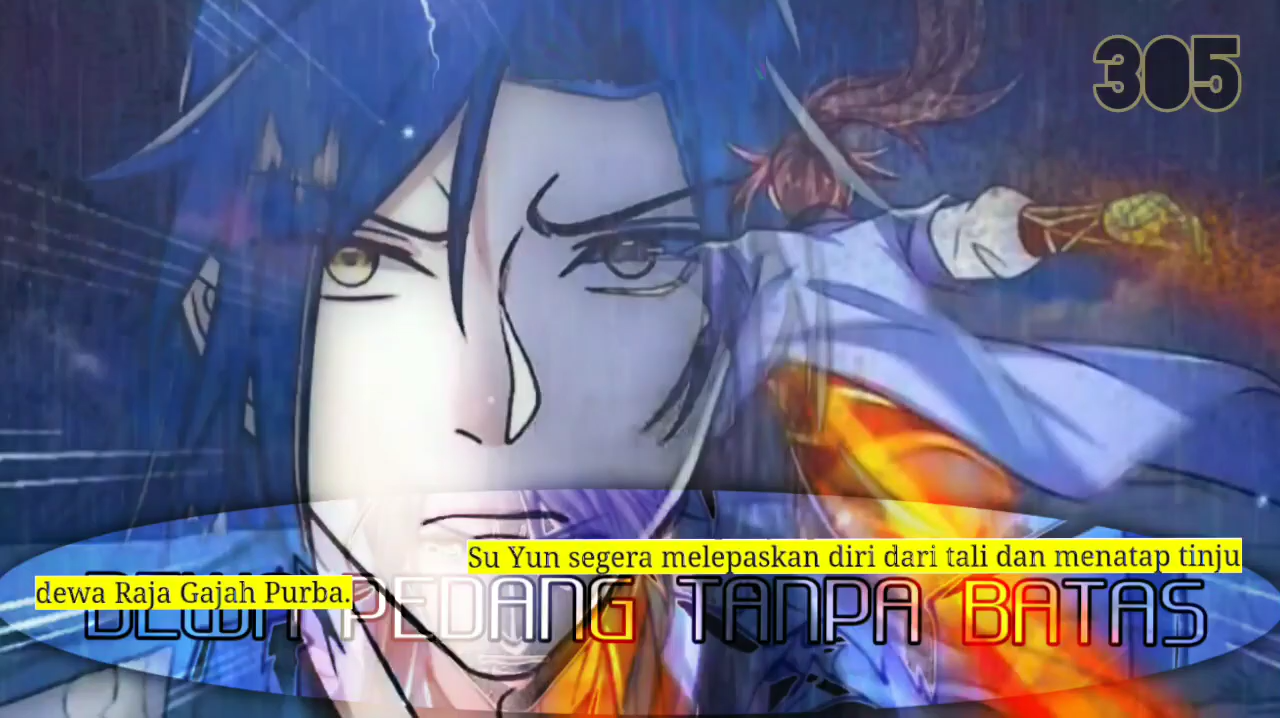 305
Su Yun segera melepaskan diri dari tali dan menatap tinju
dewa Raja Gajah Purba.
DEWA PEDANG TANPA BATAS